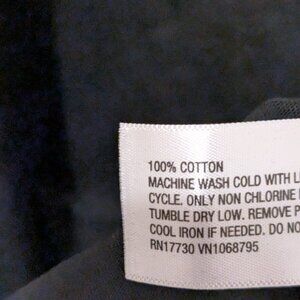 100% COTTON
MACHINE WASH COLD WITH LI
CYCLE. ONLY NON CHLORINE
TUMBLE DRY LOW. REMOVE P
COOL IRON IF NEEDED. DO NO
RN17730 VN1068795